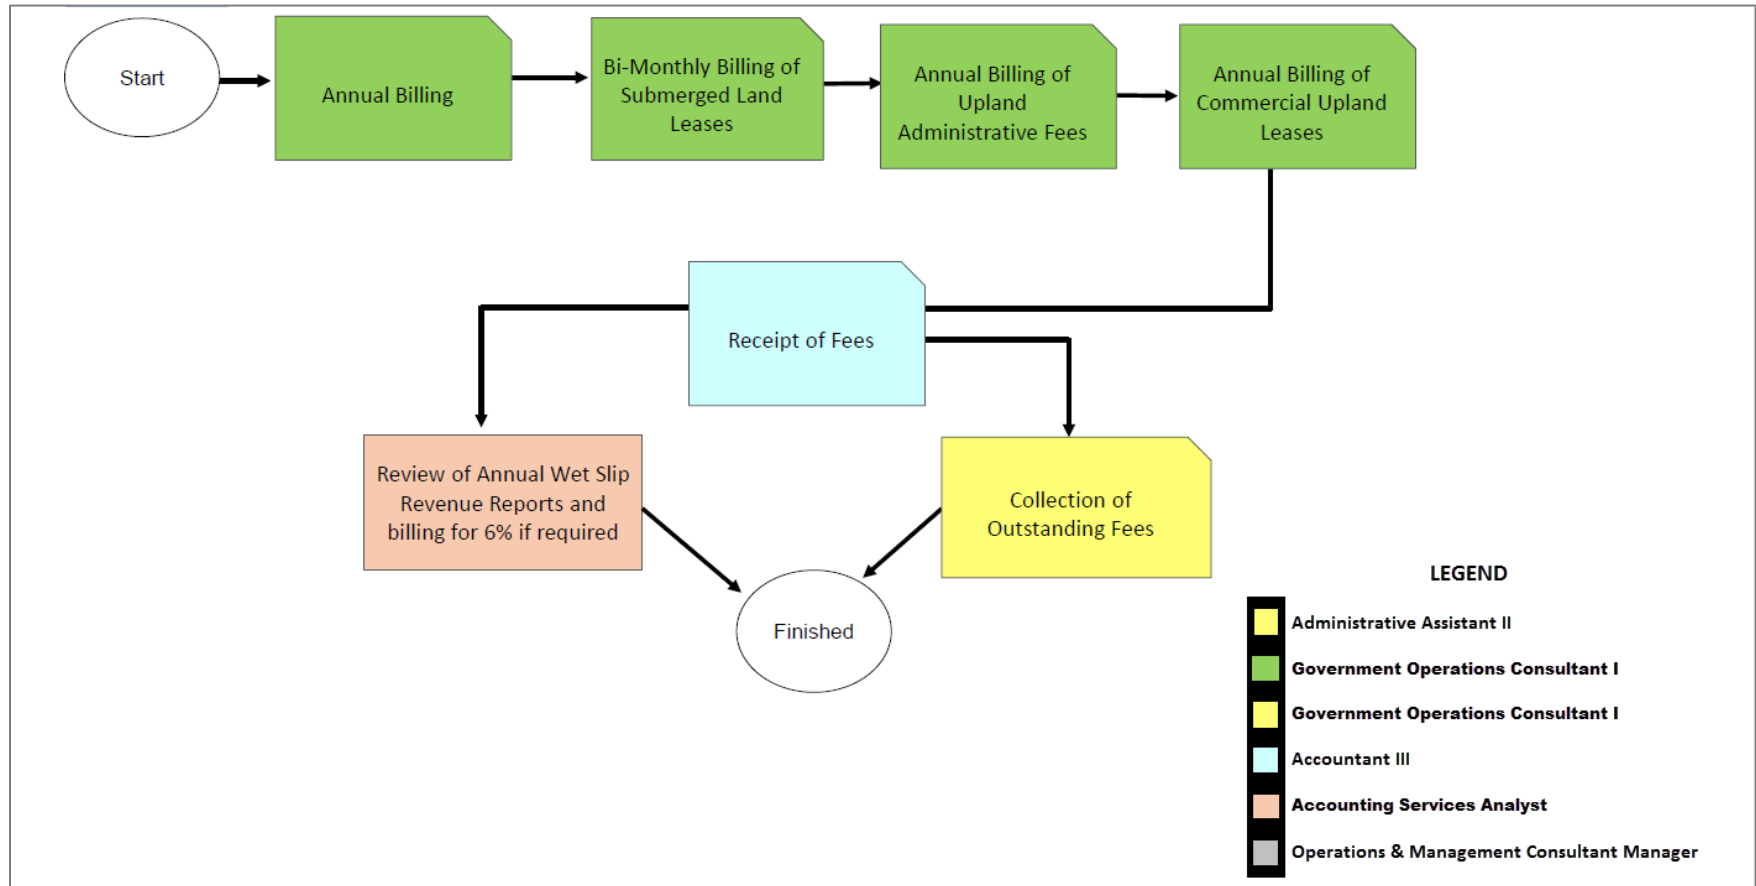 Start
Annual Billing
Bi-Monthly Billing of
Submerged Land
Leases
Annual Billing of
Upland
Administrative Fees
Annual Billing of
Commercial Upland
Leases
Receipt of Fees
Review of Annual Wet Slip
Revenue Reports and
billing for 6% if required
Collection of
Outstanding Fees
Finished
LEGEND
Administrative Assistant II
Government Operations Consultant I
Government Operations Consultant I
Accountant III
Accounting Services Analyst
Operations & Management Consultant Manager